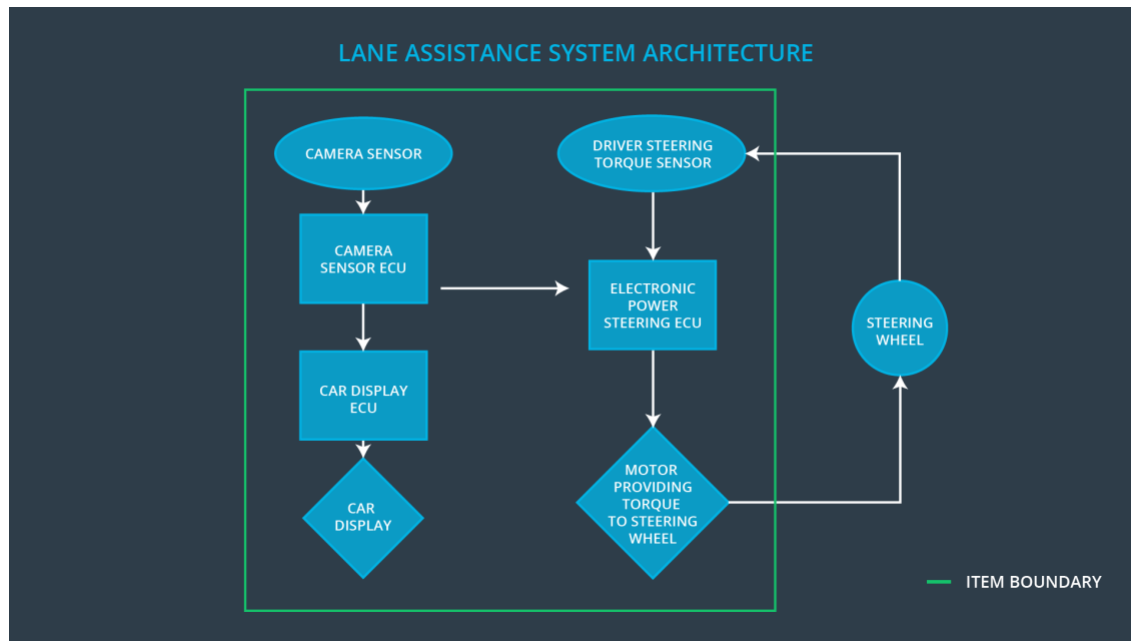 LANE ASSISTANCE SYSTEM ARCHITECTURE
CAMERA SENSOR
DRIVER STEERING
TORQUE SENSOR
CAMERA
SENSOR ECU
ELECTRONIC
POWER
STEERING ECU
STEERING
WHEEL
CAR DISPLAY
ECU
CAR
DISPLAY
MOTOR
PROVIDING
TORQUE
TO STEERING
WHEEL
ITEM BOUNDARY